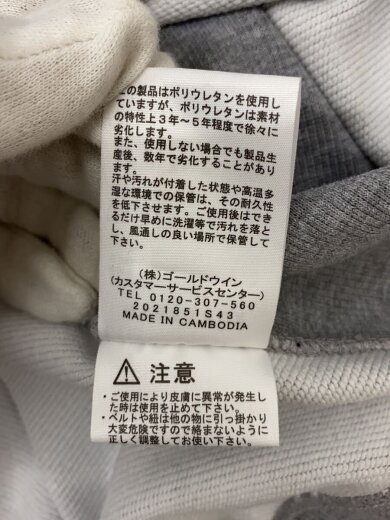 この製品はポリウレタンを使用し
ていますが、ポリウレタンは素材
の特性上3年～5年程度で徐々に
劣化します。
また、使用しない場合でも製品生
産後、数年で劣化することがあり
ます。
汗や汚れが付着した状態や高温多
湿な環境での保管は、その耐久性
を低下させます。ご使用後はでき
るだけ早めに洗濯等で汚れを落と
し、風通しの良い場所で保管して
下さい。
(株)ゴールドウイン
(カスタマーサービスセンター)
TEL 0120-307-560
2021851S43
MADE IN CAMBODIA
注意
・ご使用により皮膚に異常が発生し
た時は使用を止めて下さい。
・ベルトや紐は他の物に引っ掛かり
大変危険ですので絡まないように
正しく調整してお使い下さい。